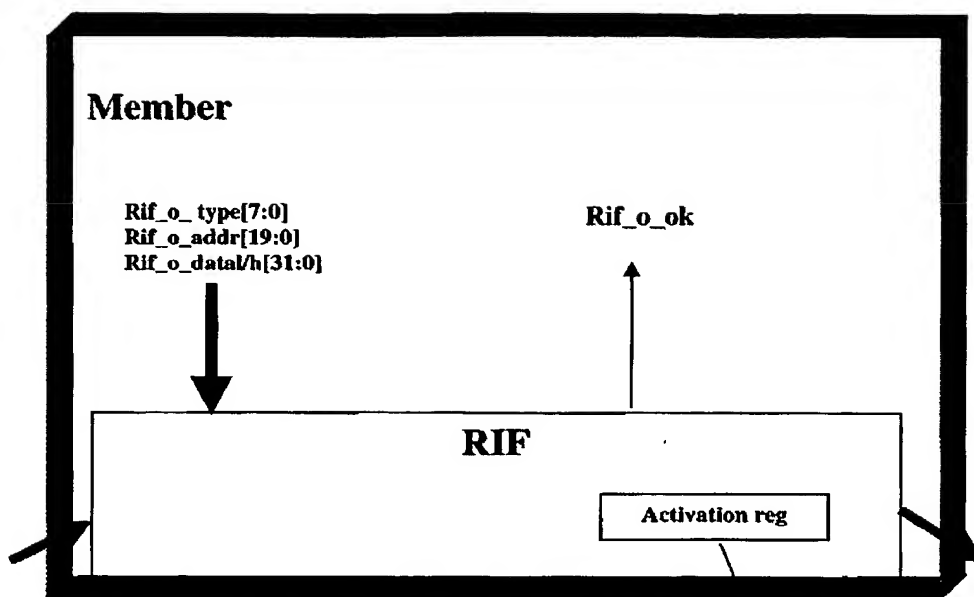 Member
Rif_o_ type[7:0]
Rif_o_addr[19:0]
Rif_o_datal/h[31:0]
Rif_o_ok
RIF
Activation reg